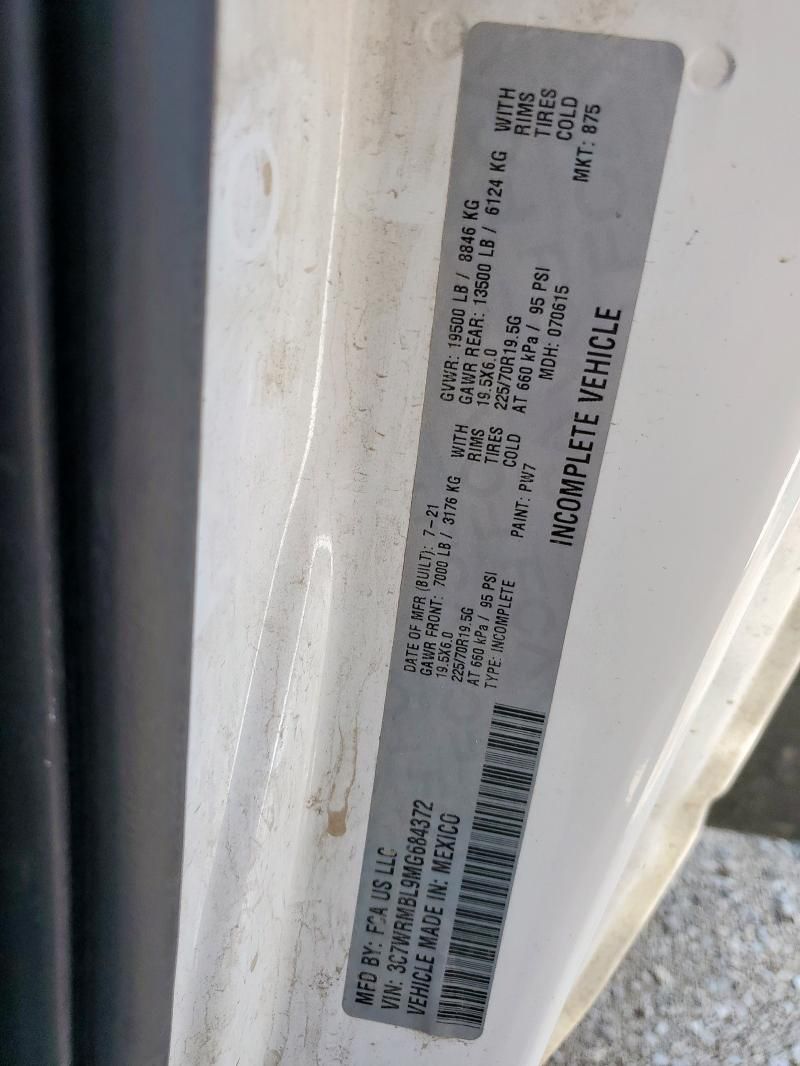 MFD BY: FCA US LLC
VIN: 3C7WRMBL9MG684372
VEHICLE MADE IN: MEXICO
DATE OF MFR (BUILT): 7-21
GAWR FRONT: 7000 LB / 3176 KG WITH
19.5X6.0 RIMS
225/70R19.5G TIRES
AT 660 kPa / 95 PSI COLD
TYPE: INCOMPLETE
PAINT: PW7
GVWR: 19500 LB / 8846 KG
GAWR REAR: 13500 LB / 6124 KG WITH
19.5X6.0 RIMS
225/70R19.5G TIRES
AT 660 kPa / 95 PSI COLD
MDH: 070615
MKT: 875
INCOMPLETE VEHICLE